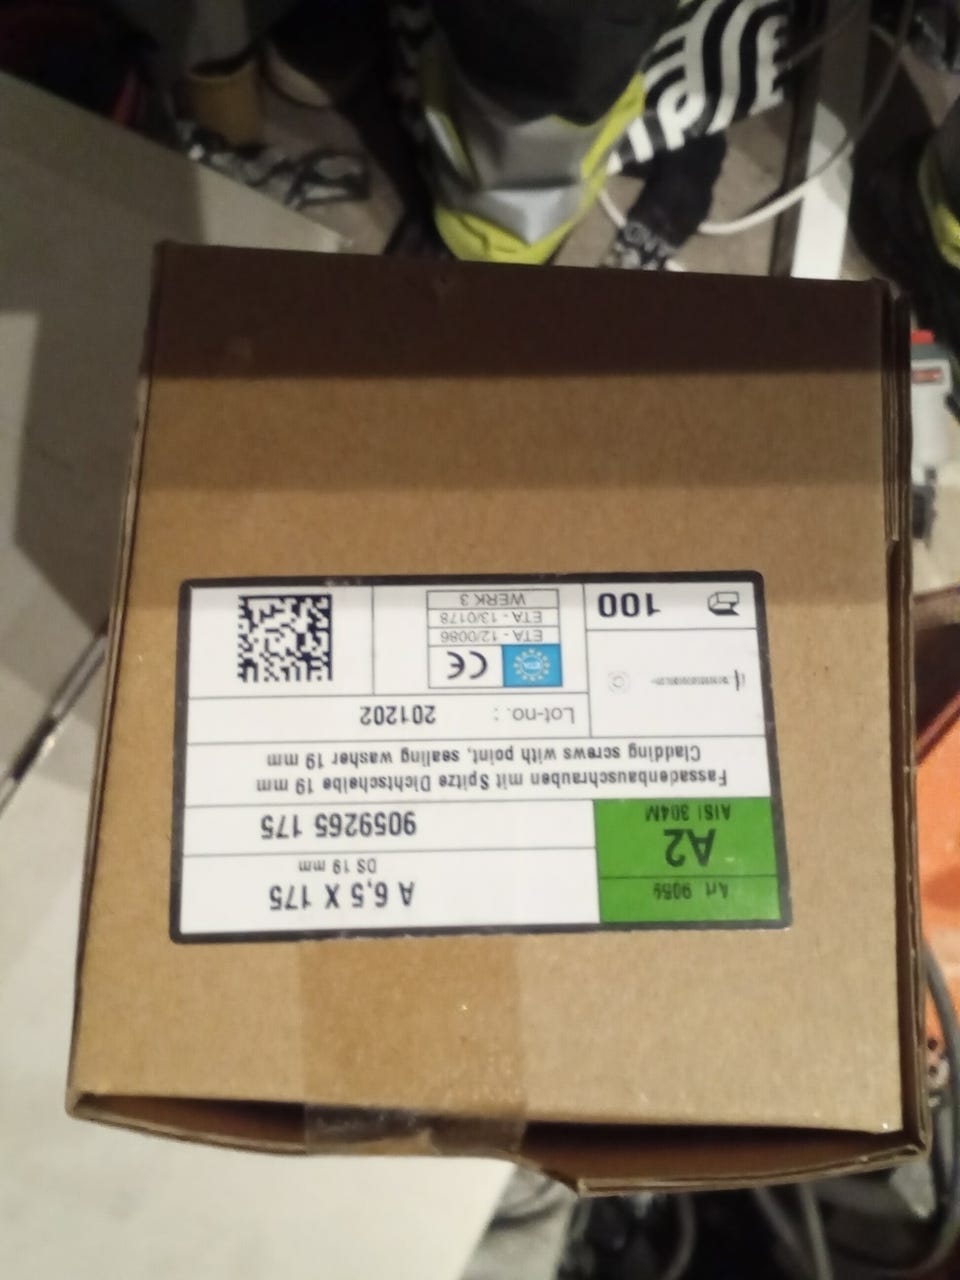 Art 9059
A 6,5 X 175
DS 19 mm
A2
AISI 304M
9059265 175
Fassadenbauschrauben mit Spitze Dichtscheibe 19 mm
Cladding screws with point, sealing washer 19 mm
Lot-no.: 201202
ETA
CE
ETA - 12/0086
ETA - 13/0178
WERK 3
100